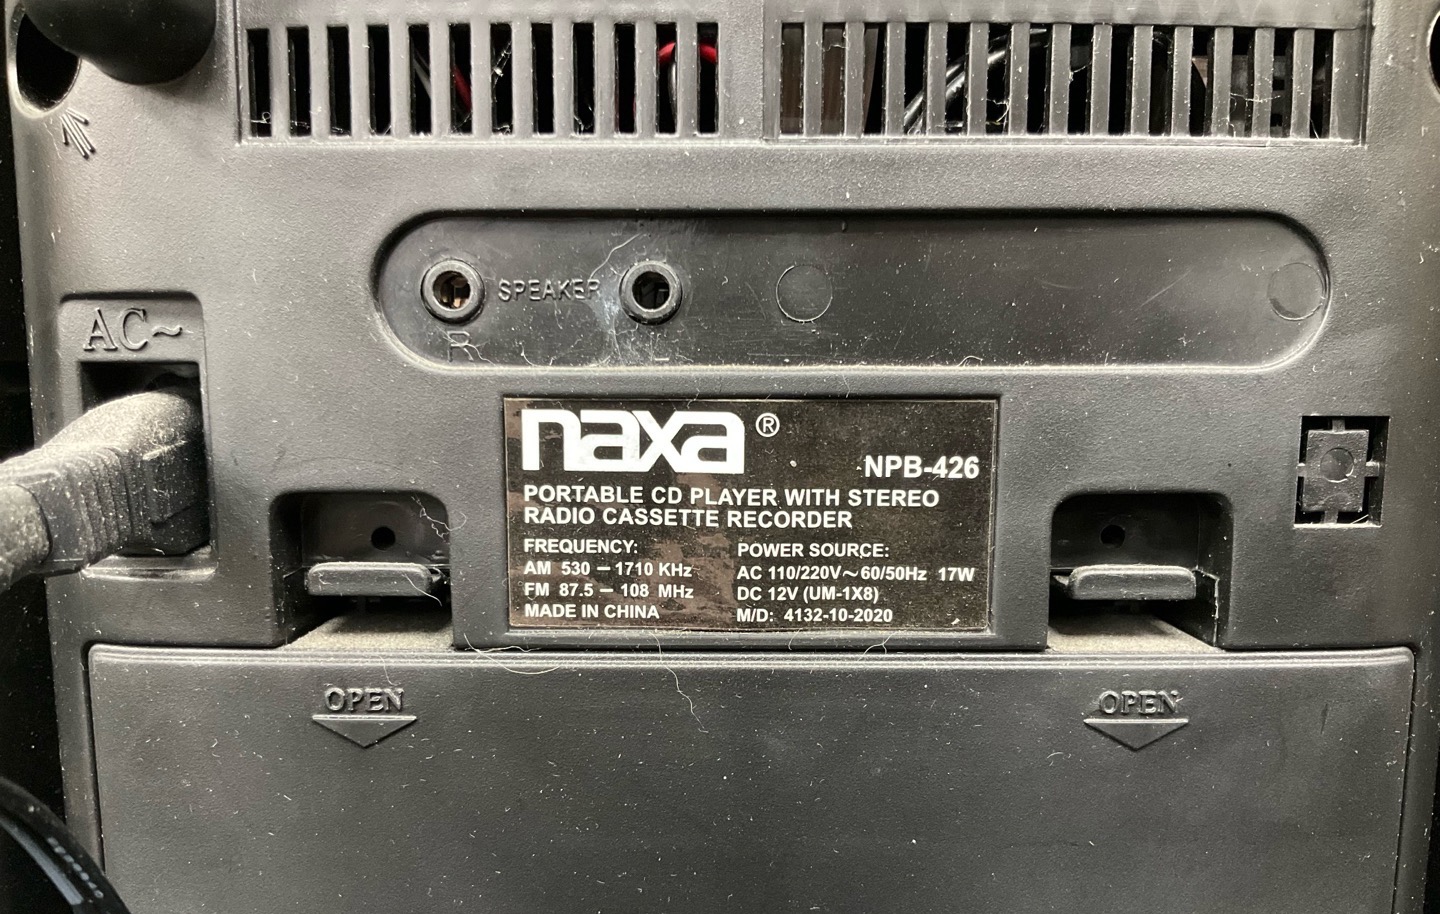 AC~
SPEAKER
R L
naxa®
NPB-426
PORTABLE CD PLAYER WITH STEREO
RADIO CASSETTE RECORDER
FREQUENCY:
AM 530 – 1710 KHz
FM 87.5 – 108 MHz
MADE IN CHINA
POWER SOURCE:
AC 110/220V~60/50Hz 17W
DC 12V (UM-1X8)
M/D: 4132-10-2020
OPEN
OPEN